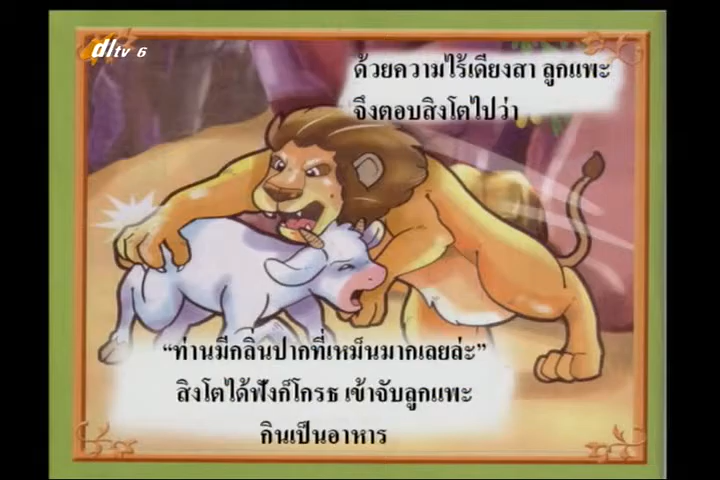 dltv 6
ด้วยความไร้เดียงสา ลูกแพะ
จึงตอบสิงโตไปว่า
“ท่านมีกลิ่นปากที่เหม็นมากเลยล่ะ”
สิงโตได้ฟังก็โกรธ เข้าจับลูกแพะ
กินเป็นอาหาร